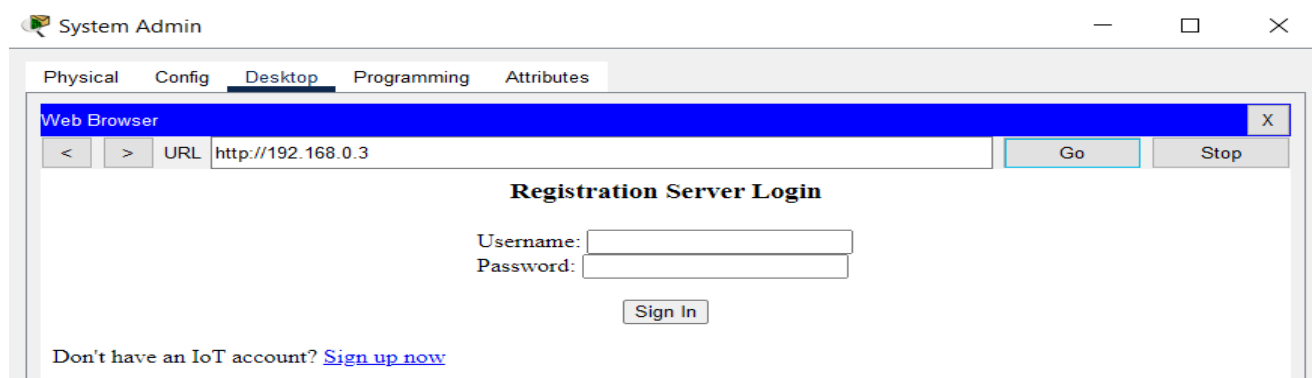 System Admin
Physical Config Desktop Programming Attributes
Web Browser X
< > URL http://192.168.0.3 Go Stop
Registration Server Login
Username:
Password:
Sign In
Don't have an IoT account? Sign up now